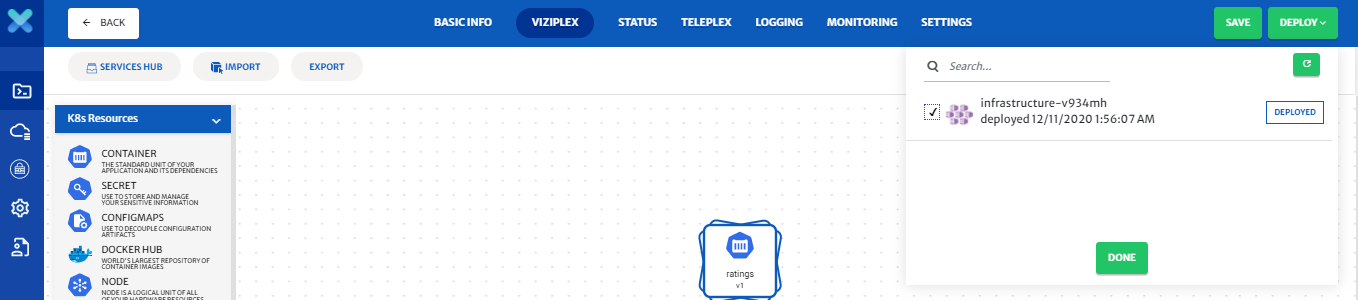 BACK
BASIC INFO
VIZIPLEX
STATUS
TELEPLEX
LOGGING
MONITORING
SETTINGS
SAVE
DEPLOY
SERVICES HUB
IMPORT
EXPORT
Search...
infrastructure-v934mh
deployed 12/11/2020 1:56:07 AM
DEPLOYED
DONE
K8s Resources
CONTAINER
THE STANDARD UNIT OF YOUR
APPLICATION AND ITS DEPENDENCIES
SECRET
USE TO STORE AND MANAGE
YOUR SENSITIVE INFORMATION
CONFIGMAPS
USE TO DECOUPLE CONFIGURATION
ARTIFACTS
DOCKER HUB
WORLD'S LARGEST REPOSITORY OF
CONTAINER IMAGES
NODE
NODE IS A LOGICAL UNIT OF ALL
OF YOUR HARDWARE RESOURCES
ratings
v1